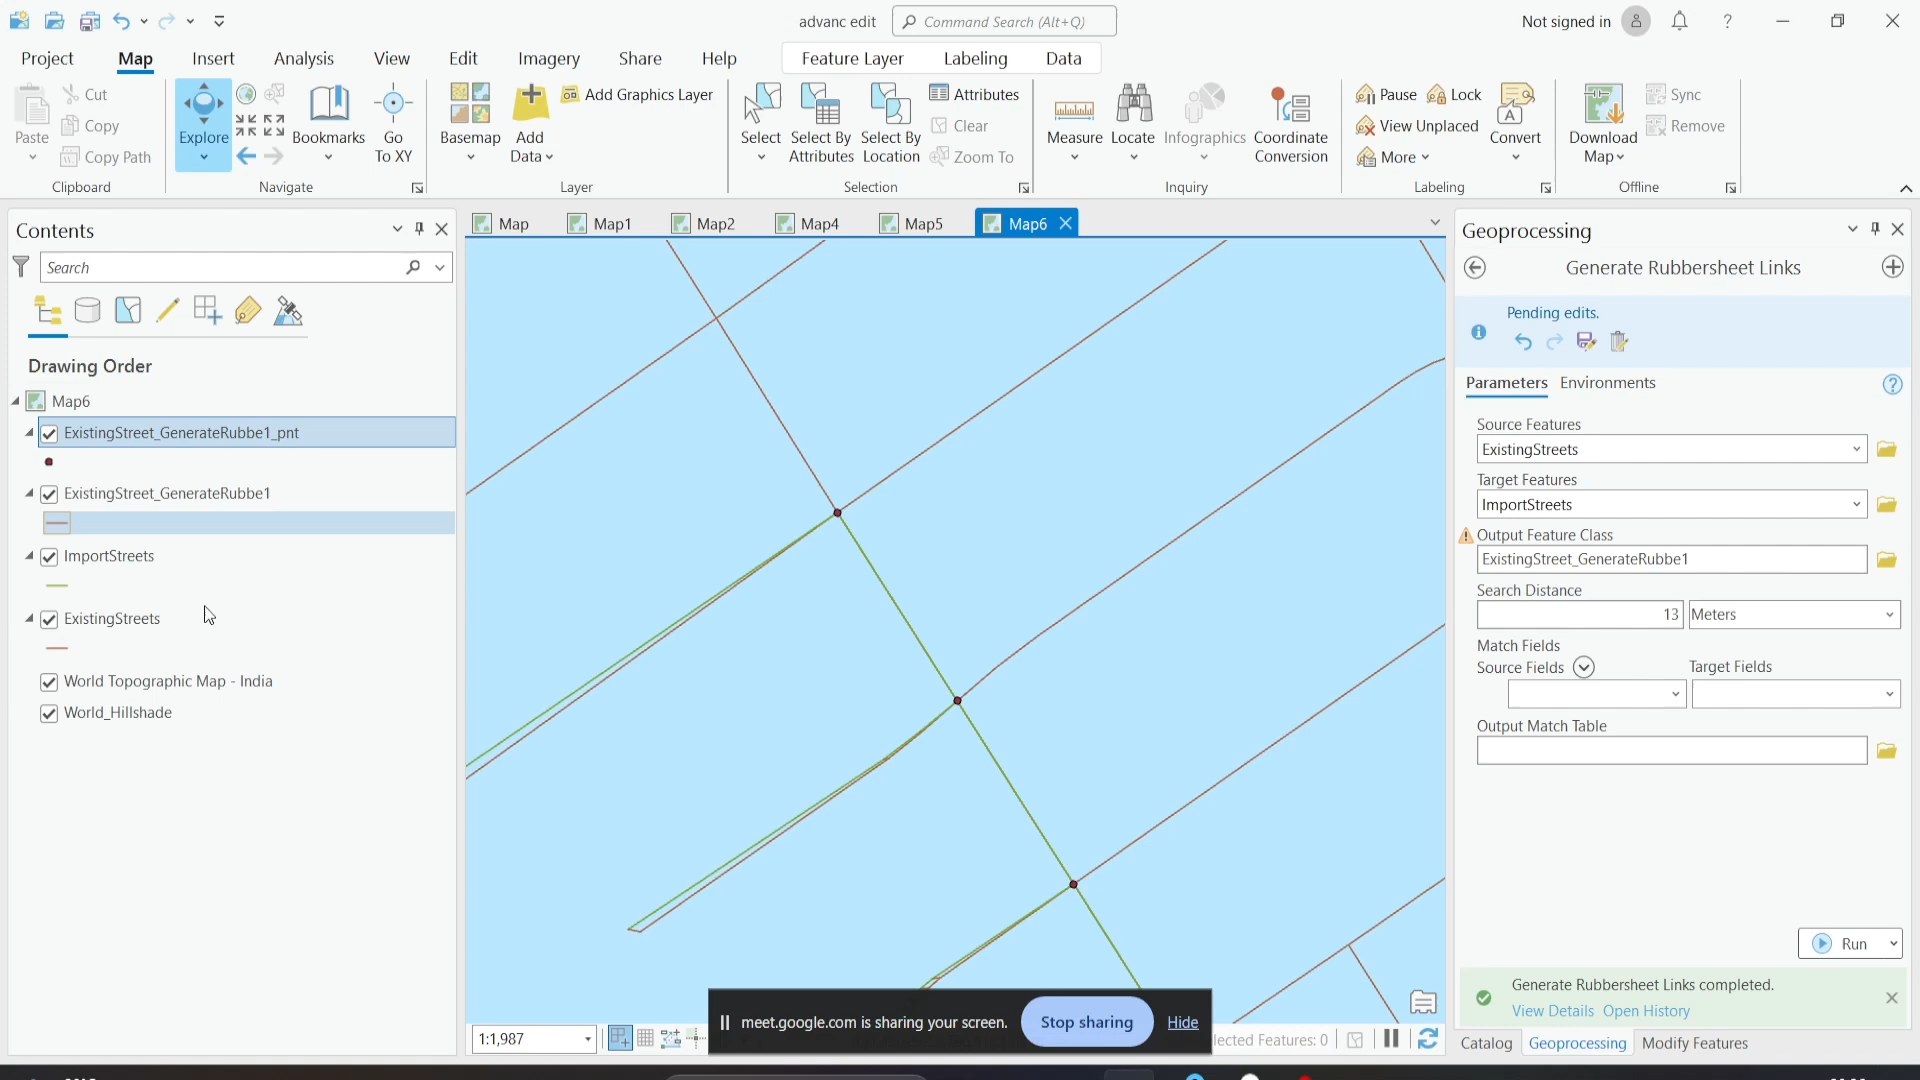 advanc edit
Command Search (Alt+Q)
Not signed in
?
Project
Map
Insert
Analysis
View
Edit
Imagery
Share
Help
Feature Layer
Labeling
Data
Paste
Cut
Copy
Copy Path
Clipboard
Explore
Bookmarks
Go To XY
Navigate
Basemap
Add Data
Add Graphics Layer
Layer
Select
Select By Attributes
Select By Location
Attributes
Clear
Zoom To
Selection
Measure
Locate
Infographics
Coordinate Conversion
Inquiry
Pause
Lock
View Unplaced
More
Convert
Labeling
Download Map
Sync
Remove
Offline
Contents
Search
Drawing Order
Map6
ExistingStreet_GenerateRubbe1_pnt
ExistingStreet_GenerateRubbe1
ImportStreets
ExistingStreets
World Topographic Map - India
World_Hillshade
Map
Map1
Map2
Map4
Map5
Map6
1:1,987
meet.google.com is sharing your screen.
Stop sharing
Hide
lected Features: 0
Geoprocessing
Generate Rubbersheet Links
Pending edits.
Parameters
Environments
?
Source Features
ExistingStreets
Target Features
ImportStreets
Output Feature Class
ExistingStreet_GenerateRubbe1
Search Distance
13
Meters
Match Fields
Source Fields
Target Fields
Output Match Table
Run
Generate Rubbersheet Links completed.
View Details
Open History
Catalog
Geoprocessing
Modify Features